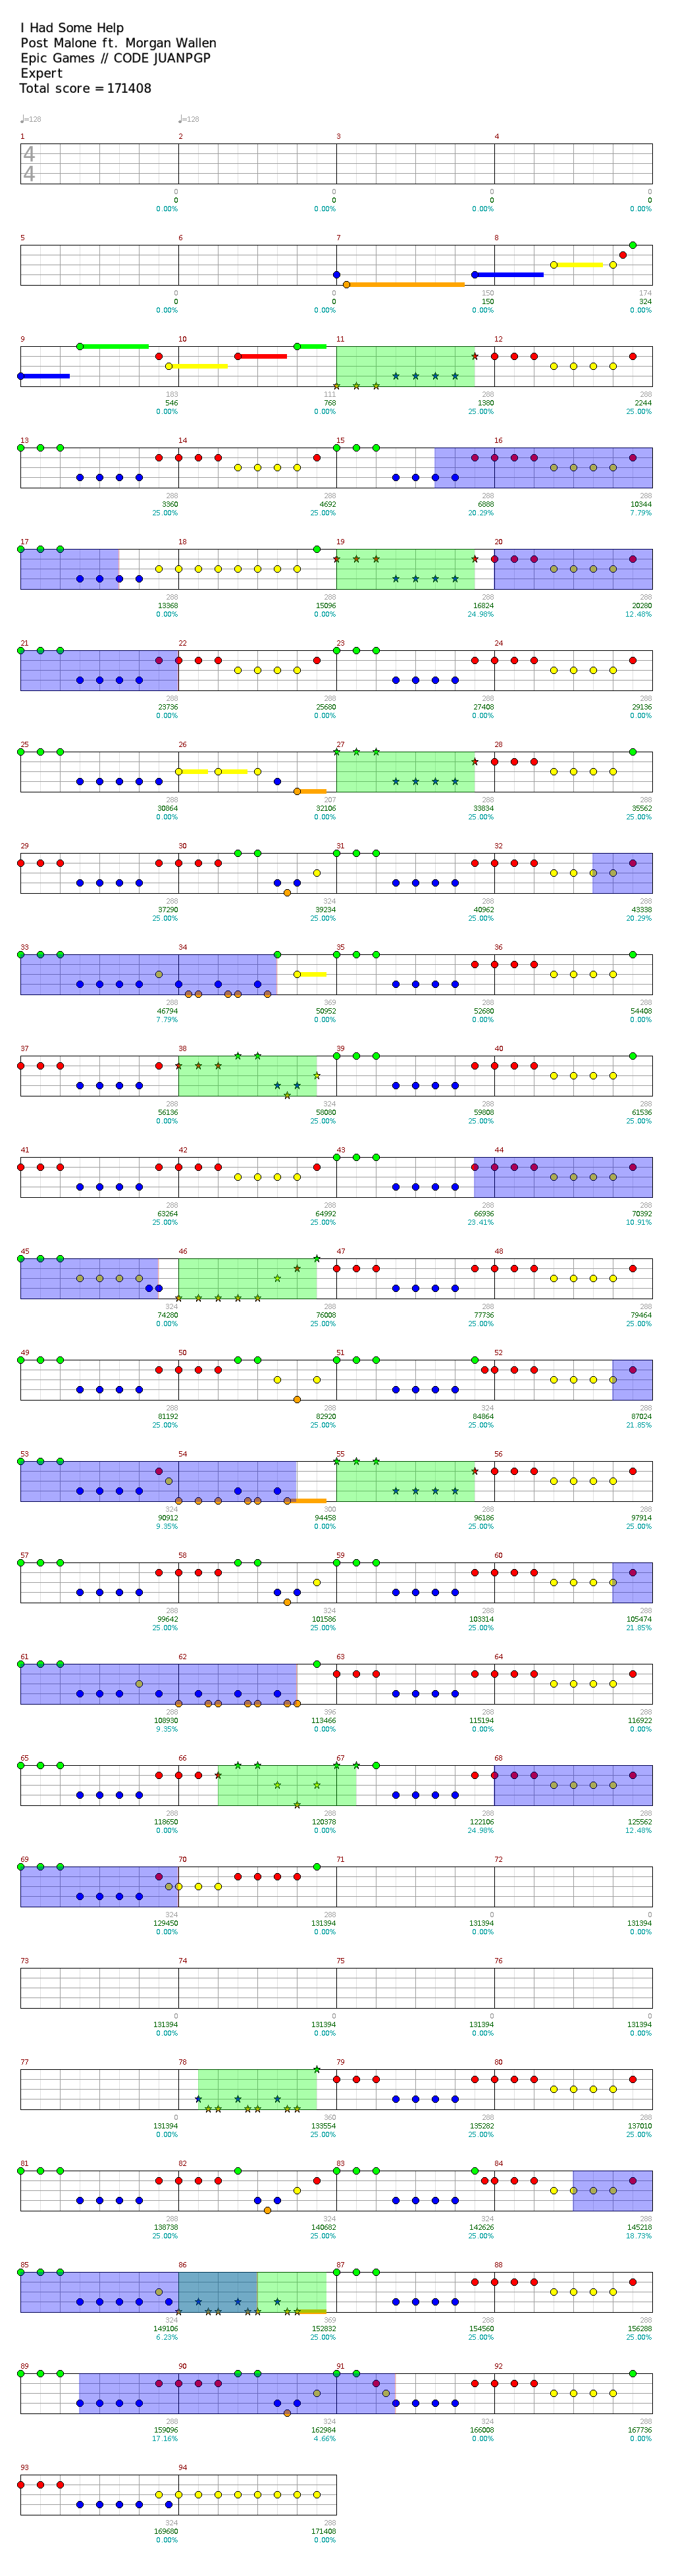 I Had Some Help
Post Malone ft. Morgan Wallen
Epic Games // CODE JUANPGP
Expert
Total score = 171408
♩=128 ♩=128
1 2 3 4
4
4
0 0 0 0
0 0 0 0
0.00% 0.00% 0.00% 0.00%
5 6 7 8
0 0 150 174
0 0 150 324
0.00% 0.00% 0.00% 0.00%
9 10 11 12
183 111 288 288
546 768 1380 2244
0.00% 0.00% 25.00% 25.00%
13 14 15 16
288 288 288 288
3360 4692 6888 10344
25.00% 25.00% 20.29% 7.79%
17 18 19 20
288 288 288 288
13368 15096 16824 20280
0.00% 0.00% 24.98% 12.48%
21 22 23 24
288 288 288 288
23736 25680 27408 29136
0.00% 0.00% 0.00% 0.00%
25 26 27 28
288 207 288 288
30864 32106 33834 35562
0.00% 0.00% 25.00% 25.00%
29 30 31 32
288 324 288 288
37290 39234 40962 43338
25.00% 25.00% 25.00% 20.29%
33 34 35 36
288 369 288 288
46794 50952 52680 54408
7.79% 0.00% 0.00% 0.00%
37 38 39 40
288 324 288 288
56136 58080 59808 61536
0.00% 25.00% 25.00% 25.00%
41 42 43 44
288 288 288 288
63264 64992 66936 70392
25.00% 25.00% 23.41% 10.91%
45 46 47 48
324 288 288 288
74280 76008 77736 79464
0.00% 25.00% 25.00% 25.00%
49 50 51 52
288 288 324 288
81192 82920 84864 87024
25.00% 25.00% 25.00% 21.85%
53 54 55 56
324 300 288 288
90912 94458 96186 97914
9.35% 0.00% 25.00% 25.00%
57 58 59 60
288 324 288 288
99642 101586 103314 105474
25.00% 25.00% 25.00% 21.85%
61 62 63 64
288 396 288 288
108930 113466 115194 116922
9.35% 0.00% 0.00% 0.00%
65 66 67 68
288 288 288 288
118650 120378 122106 125562
0.00% 0.00% 24.98% 12.48%
69 70 71 72
324 288 0 0
129450 131394 131394 131394
0.00% 0.00% 0.00% 0.00%
73 74 75 76
0 0 0 0
131394 131394 131394 131394
0.00% 0.00% 0.00% 0.00%
77 78 79 80
0 360 288 288
131394 133554 135282 137010
0.00% 25.00% 25.00% 25.00%
81 82 83 84
288 324 324 288
138738 140682 142626 145218
25.00% 25.00% 25.00% 18.73%
85 86 87 88
324 369 288 288
149106 152832 154560 156288
6.23% 25.00% 25.00% 25.00%
89 90 91 92
288 324 324 288
159096 162984 166008 167736
17.16% 4.66% 0.00% 0.00%
93 94
324 288
169680 171408
0.00% 0.00%